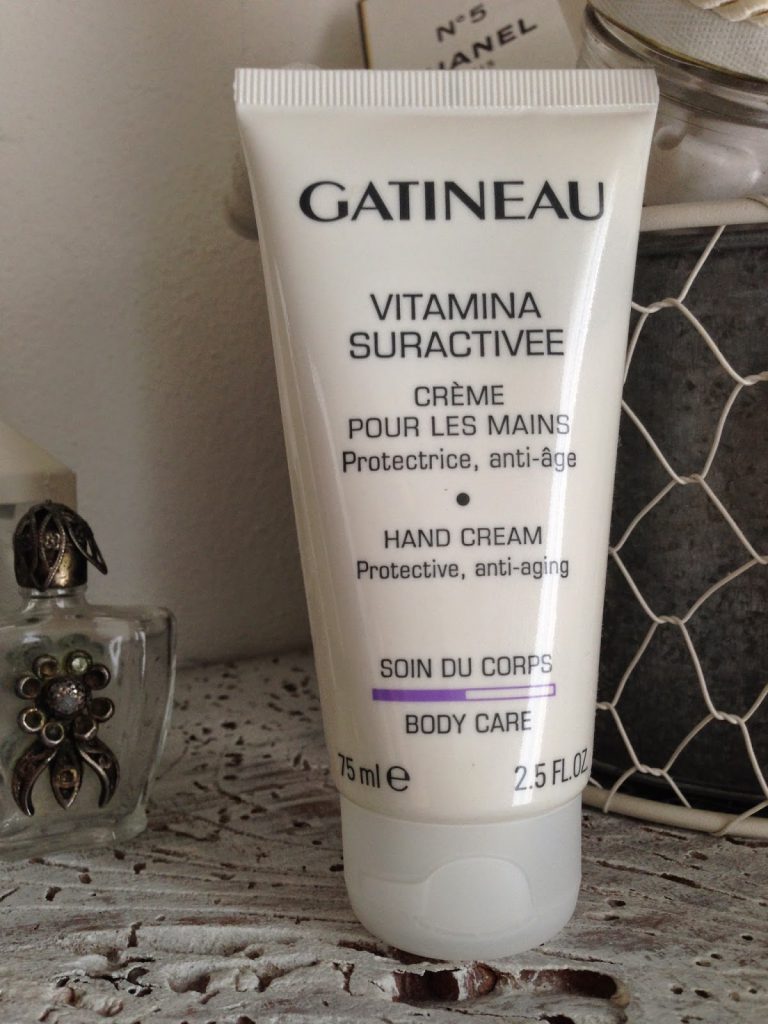 N°5
GATINEAU
VITAMINA
SURACTIVEE
CRÈME
POUR LES MAINS
Protectrice, anti-âge
•
HAND CREAM
Protective, anti-aging
SOIN DU CORPS
BODY CARE
75 ml e 2.5 FL.OZ